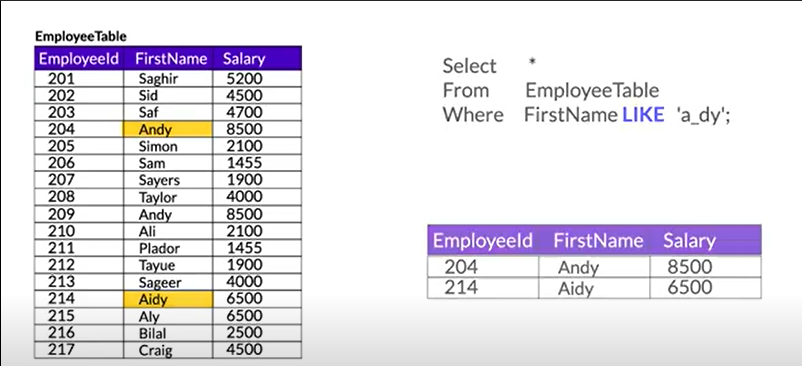 EmployeeTable
EmployeeId FirstName Salary
201 Saghir 5200
202 Sid 4500
203 Saf 4700
204 Andy 8500
205 Simon 2100
206 Sam 1455
207 Sayers 1900
208 Taylor 4000
209 Andy 8500
210 Ali 2100
211 Plador 1455
212 Tayue 1900
213 Sageer 4000
214 Aidy 6500
215 Aly 6500
216 Bilal 2500
217 Craig 4500
Select *
From EmployeeTable
Where FirstName LIKE 'a_dy';
EmployeeId FirstName Salary
204 Andy 8500
214 Aidy 6500